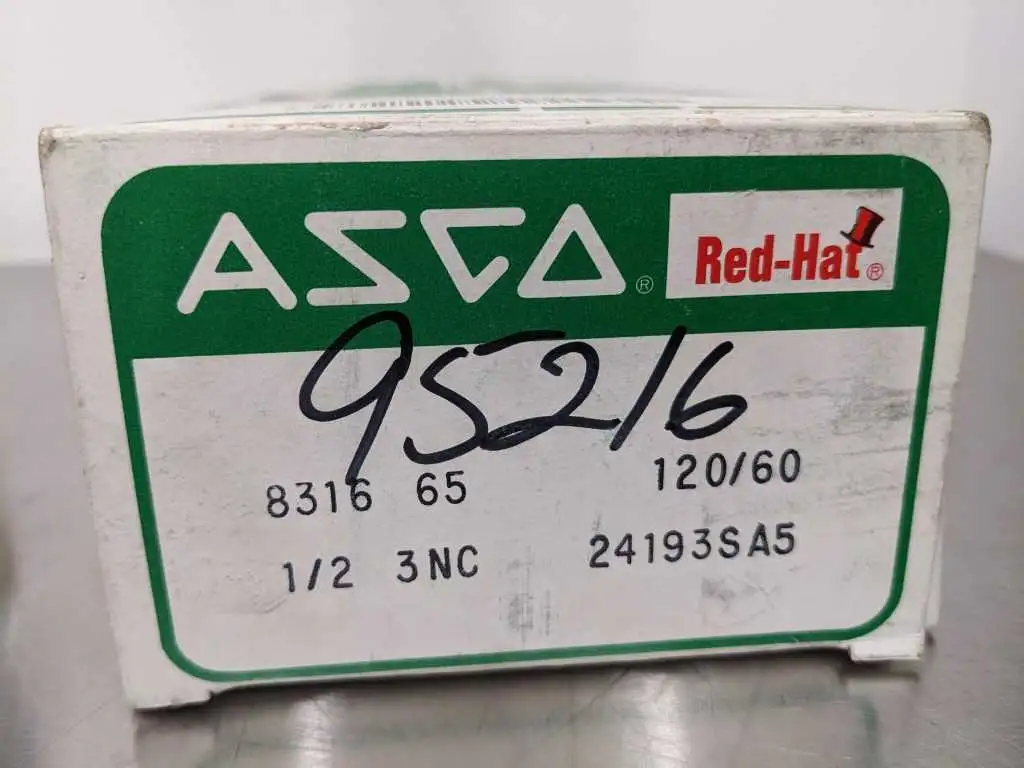 ASCA® Red-Hat®
95216
8316 65 120/60
1/2 3NC 24193SA5